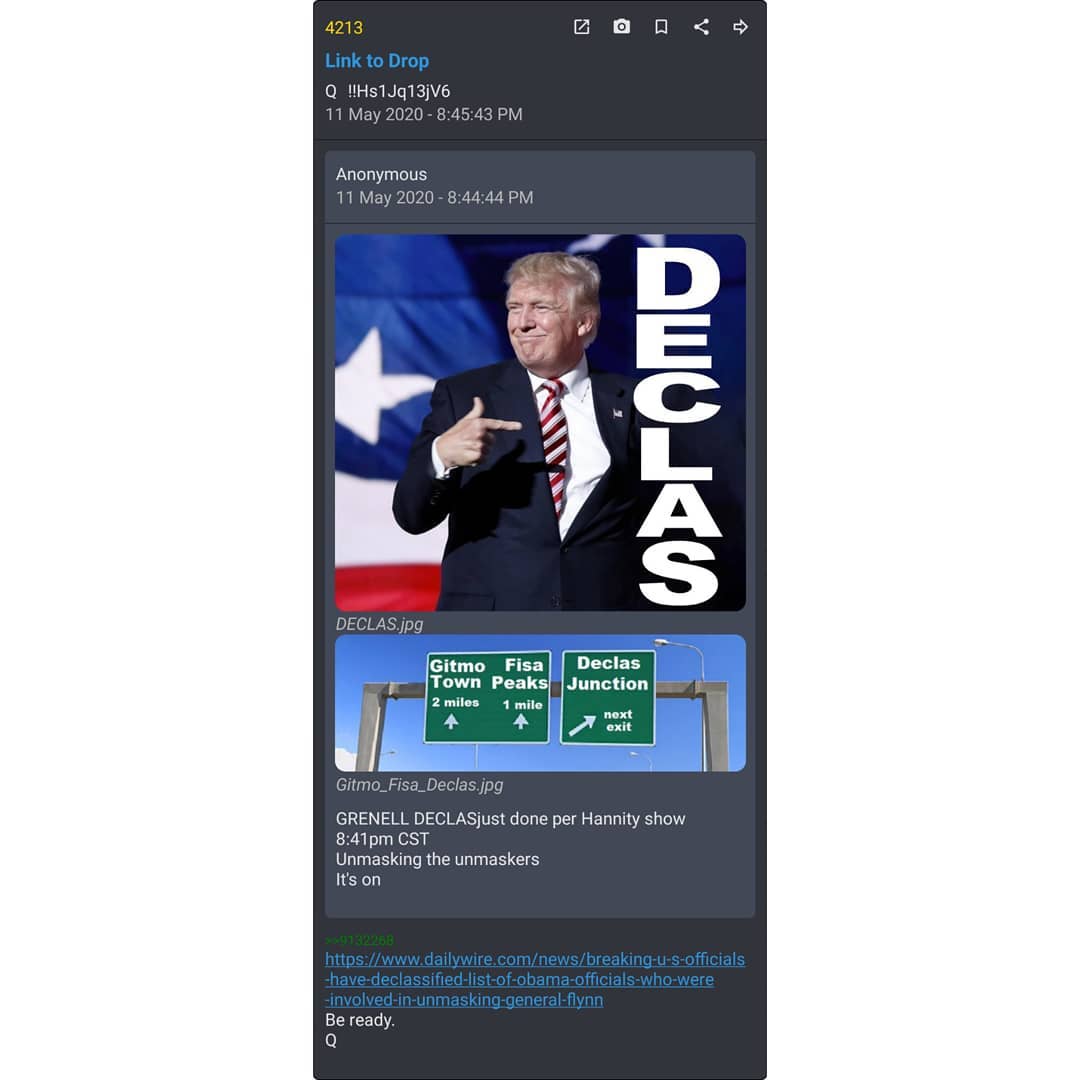 4213
Link to Drop
Q !!Hs1Jq13jV6
11 May 2020 - 8:45:43 PM
Anonymous
11 May 2020 - 8:44:44 PM
DECLAS
DECLAS.jpg
Gitmo Town
2 miles
Fisa Peaks
1 mile
Declas
Junction
next
exit
Gitmo_Fisa_Declas.jpg
GRENELL DECLASjust done per Hannity show
8:41pm CST
Unmasking the unmaskers
It's on
>>9132268
https://www.dailywire.com/news/breaking-u-s-officials
-have-declassified-list-of-obama-officials-who-were
-involved-in-unmasking-general-flynn
Be ready.
Q